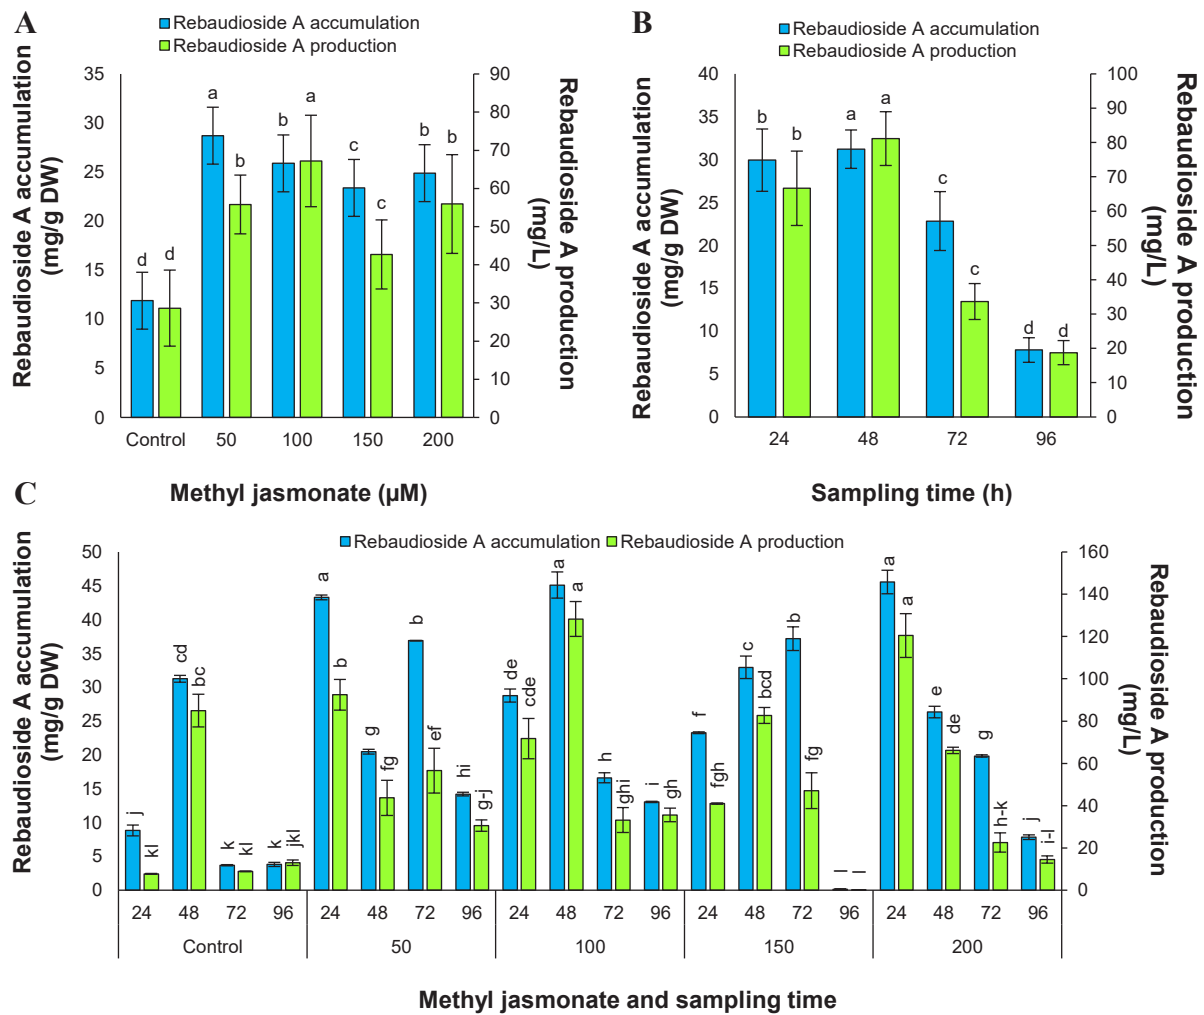 A
Rebaudioside A accumulation
Rebaudioside A production
Rebaudioside A accumulation
(mg/g DW)
35
30
25
20
15
10
5
0
90
80
70
60
50
40
30
20
10
0
Rebaudioside A production
(mg/L)
d d a b b a c c b b
Control 50 100 150 200
Methyl jasmonate (µM)
B
Rebaudioside A accumulation
Rebaudioside A production
Rebaudioside A accumulation
(mg/g DW)
40
35
30
25
20
15
10
5
0
100
90
80
70
60
50
40
30
20
10
0
Rebaudioside A production
(mg/L)
b b a a c c d d
24 48 72 96
Sampling time (h)
C
Rebaudioside A accumulation Rebaudioside A production
Rebaudioside A accumulation
(mg/g DW)
50
45
40
35
30
25
20
15
10
5
0
160
140
120
100
80
60
40
20
0
Rebaudioside A production
(mg/L)
j kl cd bc k kl k jkl a b g fg b ef hi g-j de cde a a h ghi i gh f fgh c bcd b fg l l a a e de g h-k j i-l
24 48 72 96 24 48 72 96 24 48 72 96 24 48 72 96 24 48 72 96
Control 50 100 150 200
Methyl jasmonate and sampling time